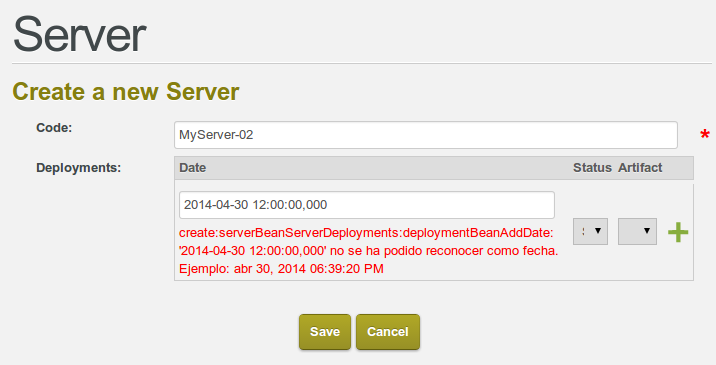 Server
Create a new Server
Code:
MyServer-02
*
Deployments:
Date Status Artifact
2014-04-30 12:00:00,000
create:serverBeanServerDeployments:deploymentBeanAddDate:
'2014-04-30 12:00:00,000' no se ha podido reconocer como fecha.
Ejemplo: abr 30, 2014 06:39:20 PM
Save Cancel